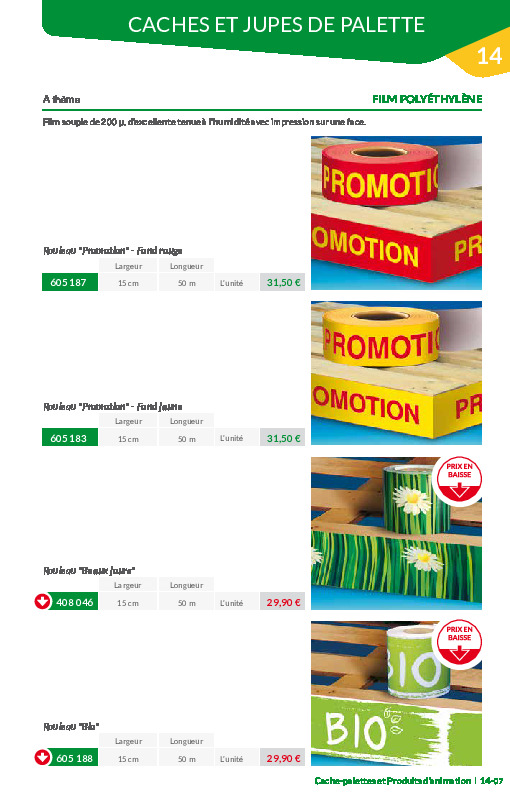 CACHES ET JUPES DE PALETTE
14
A thème
FILM POLYÉTHYLÈNE
Film souple de 200 µ, d'excellente tenue à l'humidité avec impression sur une face.
PROMOTIO
OMOTION PR
Rouleau "Promotion" - Fond rouge
Largeur Longueur
605 187 15 cm 50 m L'unité 31,50 €
PROMOTIO
OMOTION PR
Rouleau "Promotion" - Fond jaune
Largeur Longueur
605 183 15 cm 50 m L'unité 31,50 €
PRIX EN
BAISSE
Rouleau "Beaux jours"
Largeur Longueur
408 046 15 cm 50 m L'unité 29,90 €
PRIX EN
BAISSE
BIO
BIO
Rouleau "Bio"
Largeur Longueur
605 188 15 cm 50 m L'unité 29,90 €
Cache-palettes et Produits d'animation | 14-07